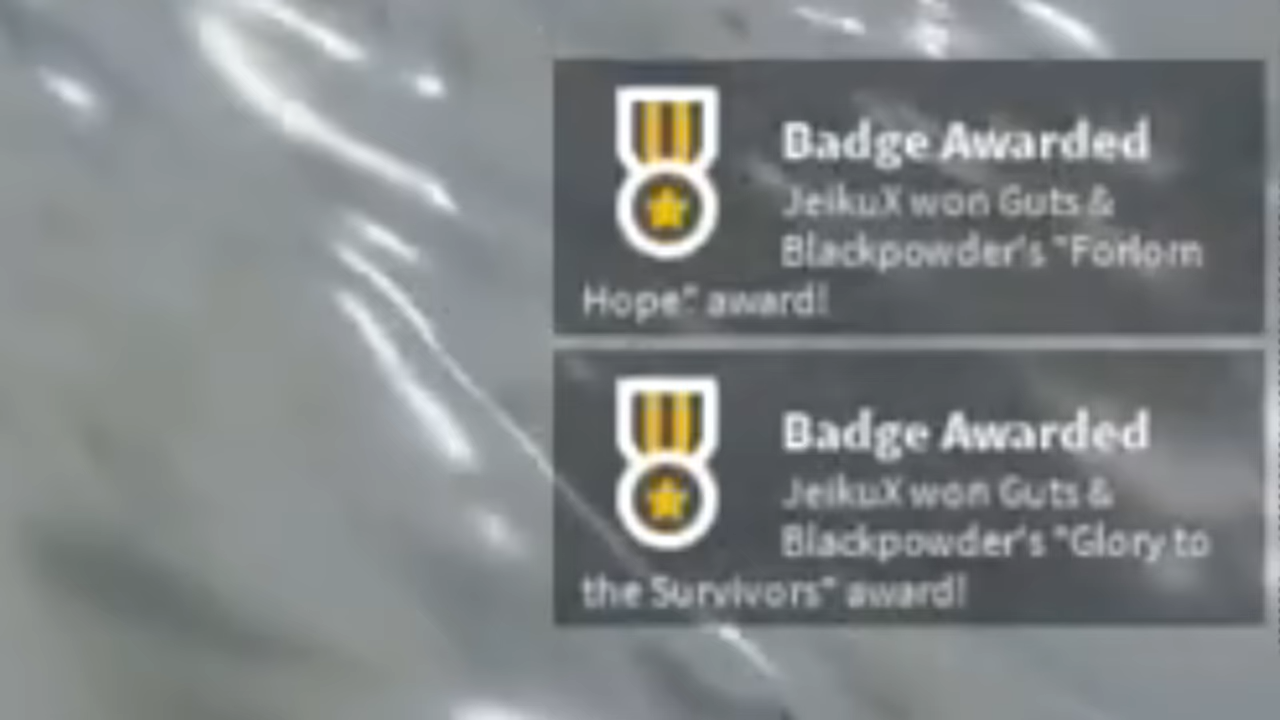 Badge Awarded
JeikuX won Guts &
Blackpowder's "Forlorn
Hope" award!
Badge Awarded
JeikuX won Guts &
Blackpowder's "Glory to
the Survivors" award!